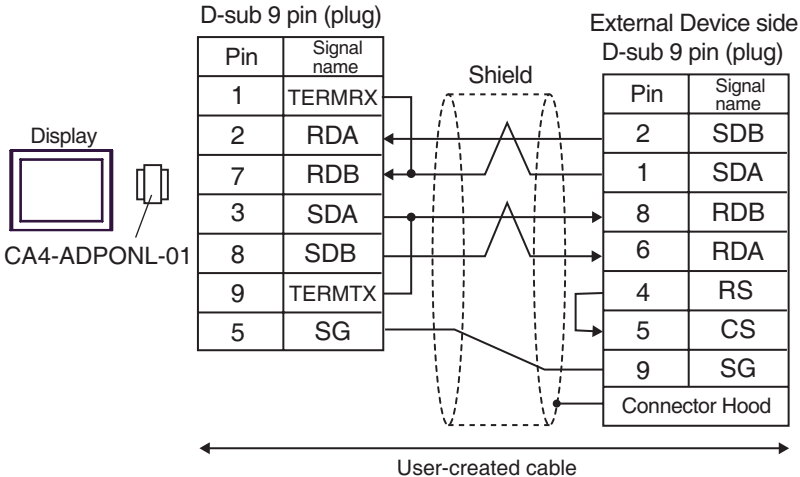 D-sub 9 pin (plug)
Pin Signal name
1 TERMRX
2 RDA
7 RDB
3 SDA
8 SDB
9 TERMTX
5 SG
Display
CA4-ADPONL-01
Shield
External Device side
D-sub 9 pin (plug)
Pin Signal name
2 SDB
1 SDA
8 RDB
6 RDA
4 RS
5 CS
9 SG
Connector Hood
User-created cable